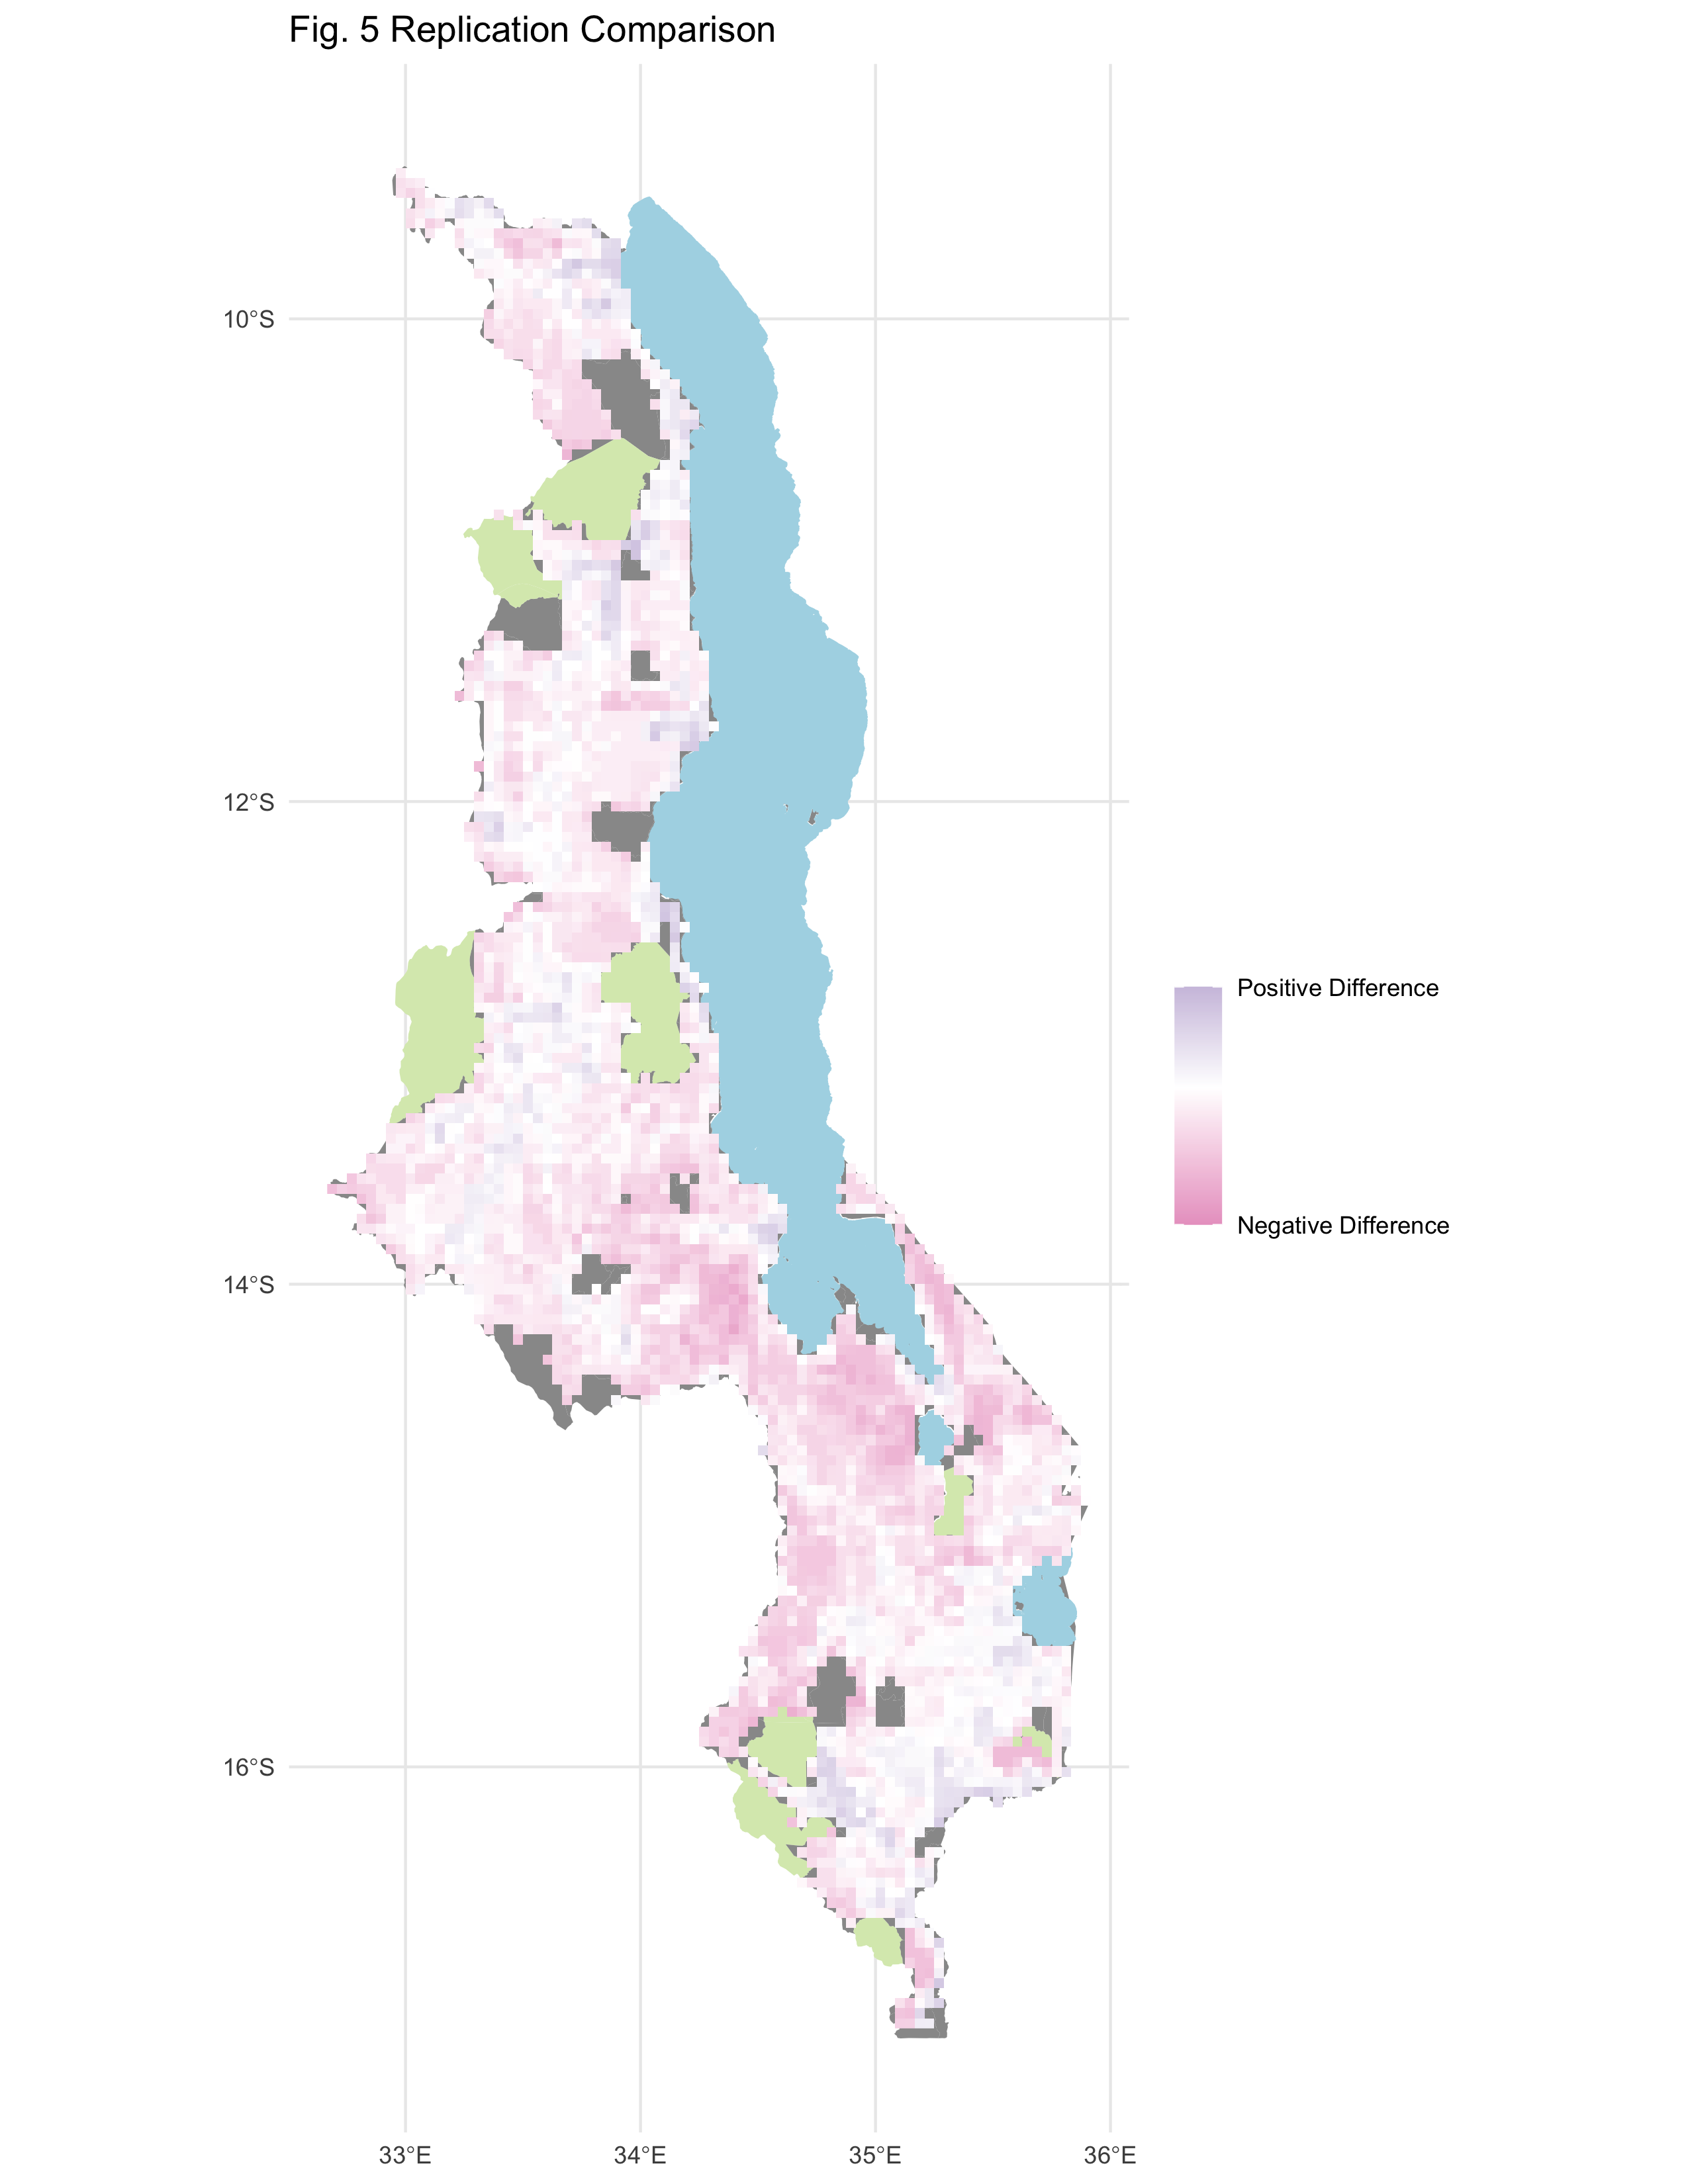 Fig. 5 Replication Comparison
10°S
12°S
14°S
16°S
33°E
34°E
35°E
36°E
Positive Difference
Negative Difference